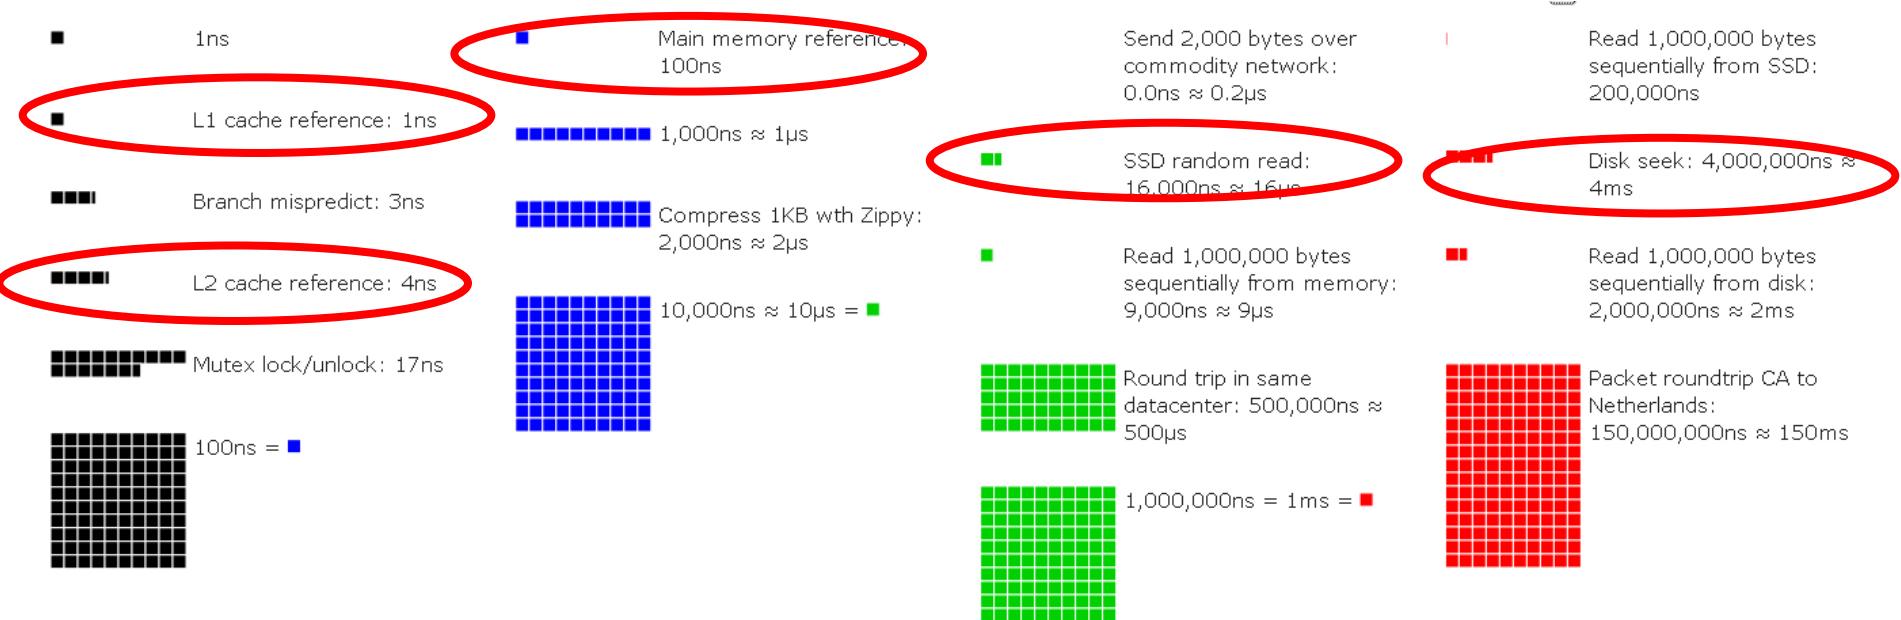 1ns
L1 cache reference: 1ns
Branch mispredict: 3ns
L2 cache reference: 4ns
Mutex lock/unlock: 17ns
100ns =
Main memory reference:
100ns
1,000ns ≈ 1µs
Compress 1KB wth Zippy:
2,000ns ≈ 2µs
10,000ns ≈ 10µs =
Send 2,000 bytes over
commodity network:
0.0ns ≈ 0.2µs
SSD random read:
16,000ns ≈ 16µs
Read 1,000,000 bytes
sequentially from memory:
9,000ns ≈ 9µs
Round trip in same
datacenter: 500,000ns ≈
500µs
1,000,000ns = 1ms =
Read 1,000,000 bytes
sequentially from SSD:
200,000ns
Disk seek: 4,000,000ns ≈
4ms
Read 1,000,000 bytes
sequentially from disk:
2,000,000ns ≈ 2ms
Packet roundtrip CA to
Netherlands:
150,000,000ns ≈ 150ms